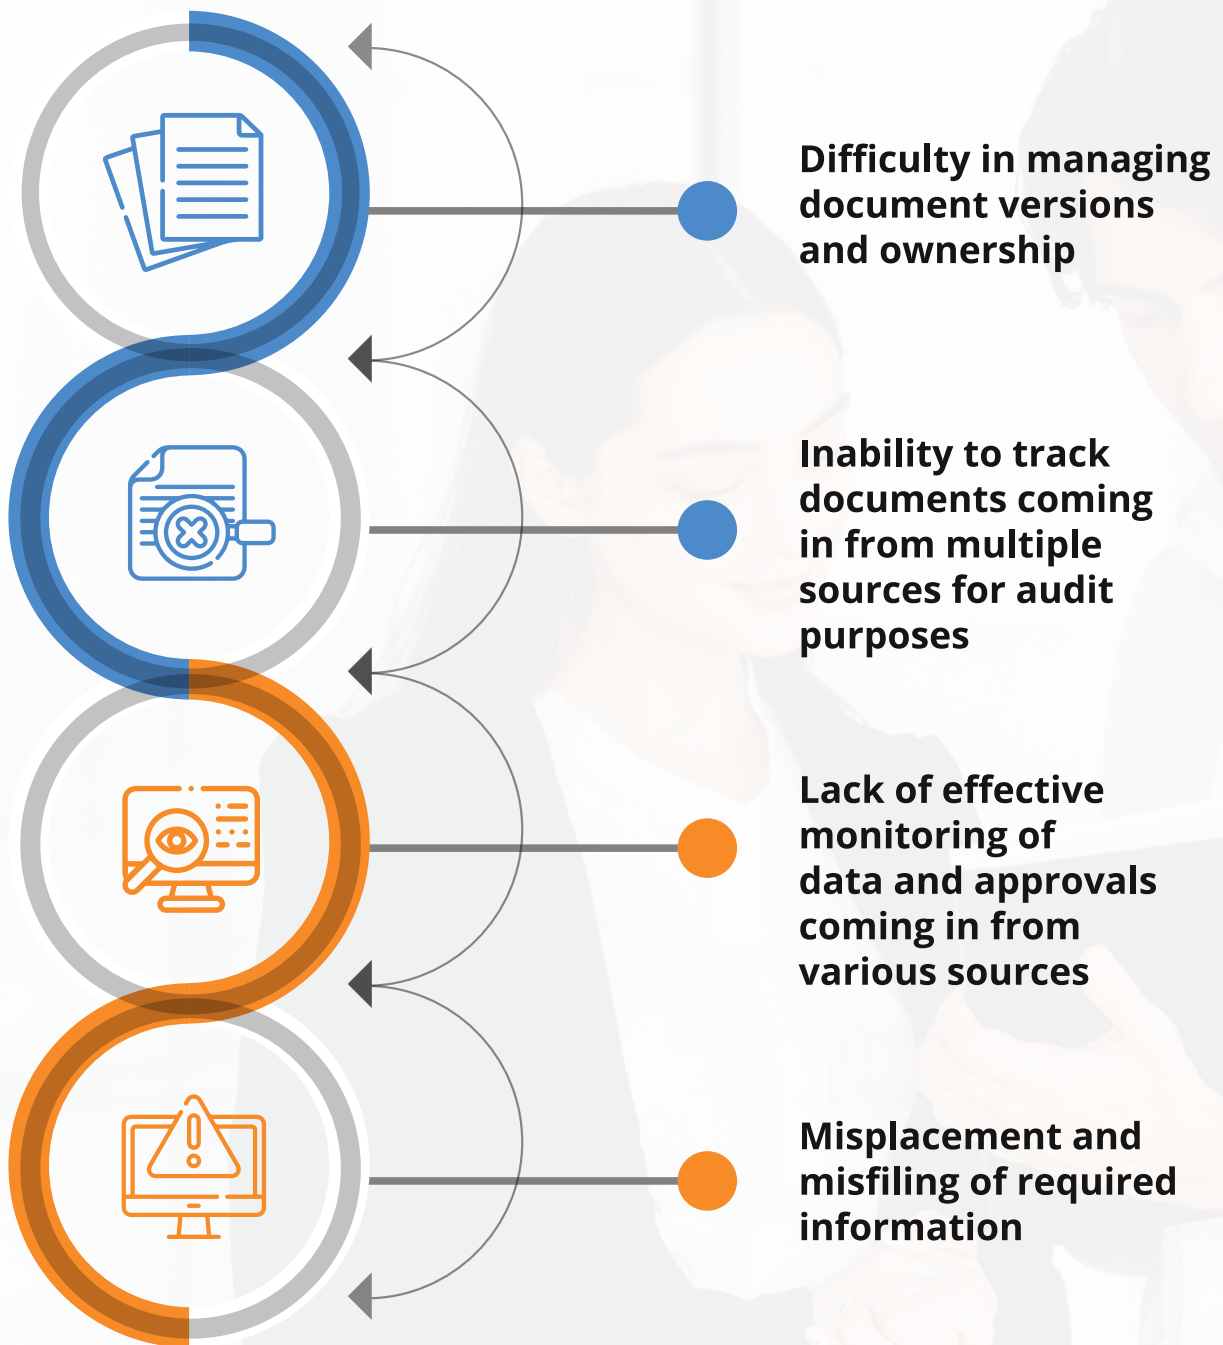 Difficulty in managing
document versions
and ownership
Inability to track
documents coming
in from multiple
sources for audit
purposes
Lack of effective
monitoring of
data and approvals
coming in from
various sources
Misplacement and
misfiling of required
information